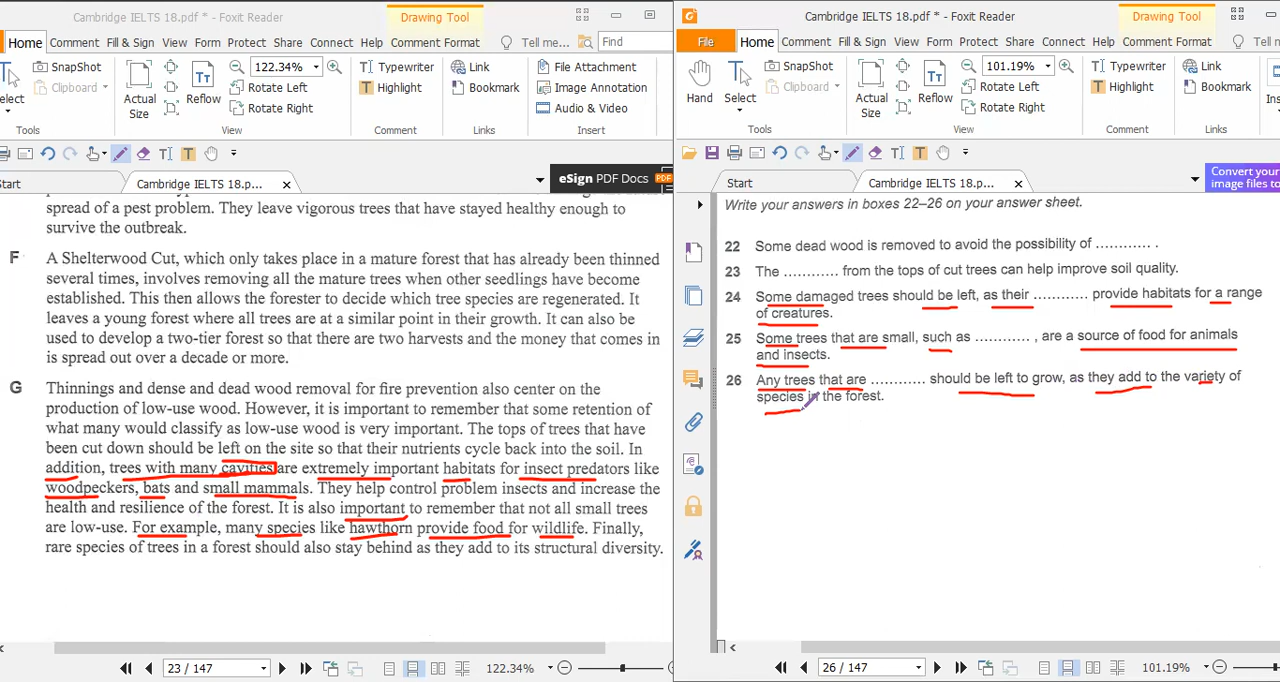 Cambridge IELTS 18.pdf * - Foxit Reader
Drawing Tool
Home Comment Fill & Sign View Form Protect Share Connect Help Comment Format Tell me... Find
SnapShot
Clipboard
elect
Actual Size
Reflow
122.34%
Rotate Left
Rotate Right
Typewriter
Highlight
Link
Bookmark
File Attachment
Image Annotation
Audio & Video
Tools View Comment Links Insert
eSign PDF Docs
PDF
tart
Cambridge IELTS 18.p...
spread of a pest problem. They leave vigorous trees that have stayed healthy enough to
survive the outbreak.
F A Shelterwood Cut, which only takes place in a mature forest that has already been thinned
several times, involves removing all the mature trees when other seedlings have become
established. This then allows the forester to decide which tree species are regenerated. It
leaves a young forest where all trees are at a similar point in their growth. It can also be
used to develop a two-tier forest so that there are two harvests and the money that comes in
is spread out over a decade or more.
G Thinnings and dense and dead wood removal for fire prevention also center on the
production of low-use wood. However, it is important to remember that some retention of
what many would classify as low-use wood is very important. The tops of trees that have
been cut down should be left on the site so that their nutrients cycle back into the soil. In
addition, trees with many cavities are extremely important habitats for insect predators like
woodpeckers, bats and small mammals. They help control problem insects and increase the
health and resilience of the forest. It is also important to remember that not all small trees
are low-use. For example, many species like hawthorn provide food for wildlife. Finally,
rare species of trees in a forest should also stay behind as they add to its structural diversity.
23 / 147
122.34%
Cambridge IELTS 18.pdf * - Foxit Reader
Drawing Tool
File Home Comment Fill & Sign View Form Protect Share Connect Help Comment Format Tell
Hand
Select
SnapShot
Clipboard
Actual Size
Reflow
101.19%
Rotate Left
Rotate Right
Typewriter
Highlight
Link
Bookmark
Ins
Tools View Comment Links
Start
Cambridge IELTS 18.p...
Convert your
image files to
Write your answers in boxes 22–26 on your answer sheet.
22 Some dead wood is removed to avoid the possibility of ............ .
23 The ............ from the tops of cut trees can help improve soil quality.
24 Some damaged trees should be left, as their ............ provide habitats for a range
of creatures.
25 Some trees that are small, such as ............ , are a source of food for animals
and insects.
26 Any trees that are ............ should be left to grow, as they add to the variety of
species in the forest.
26 / 147
101.19%